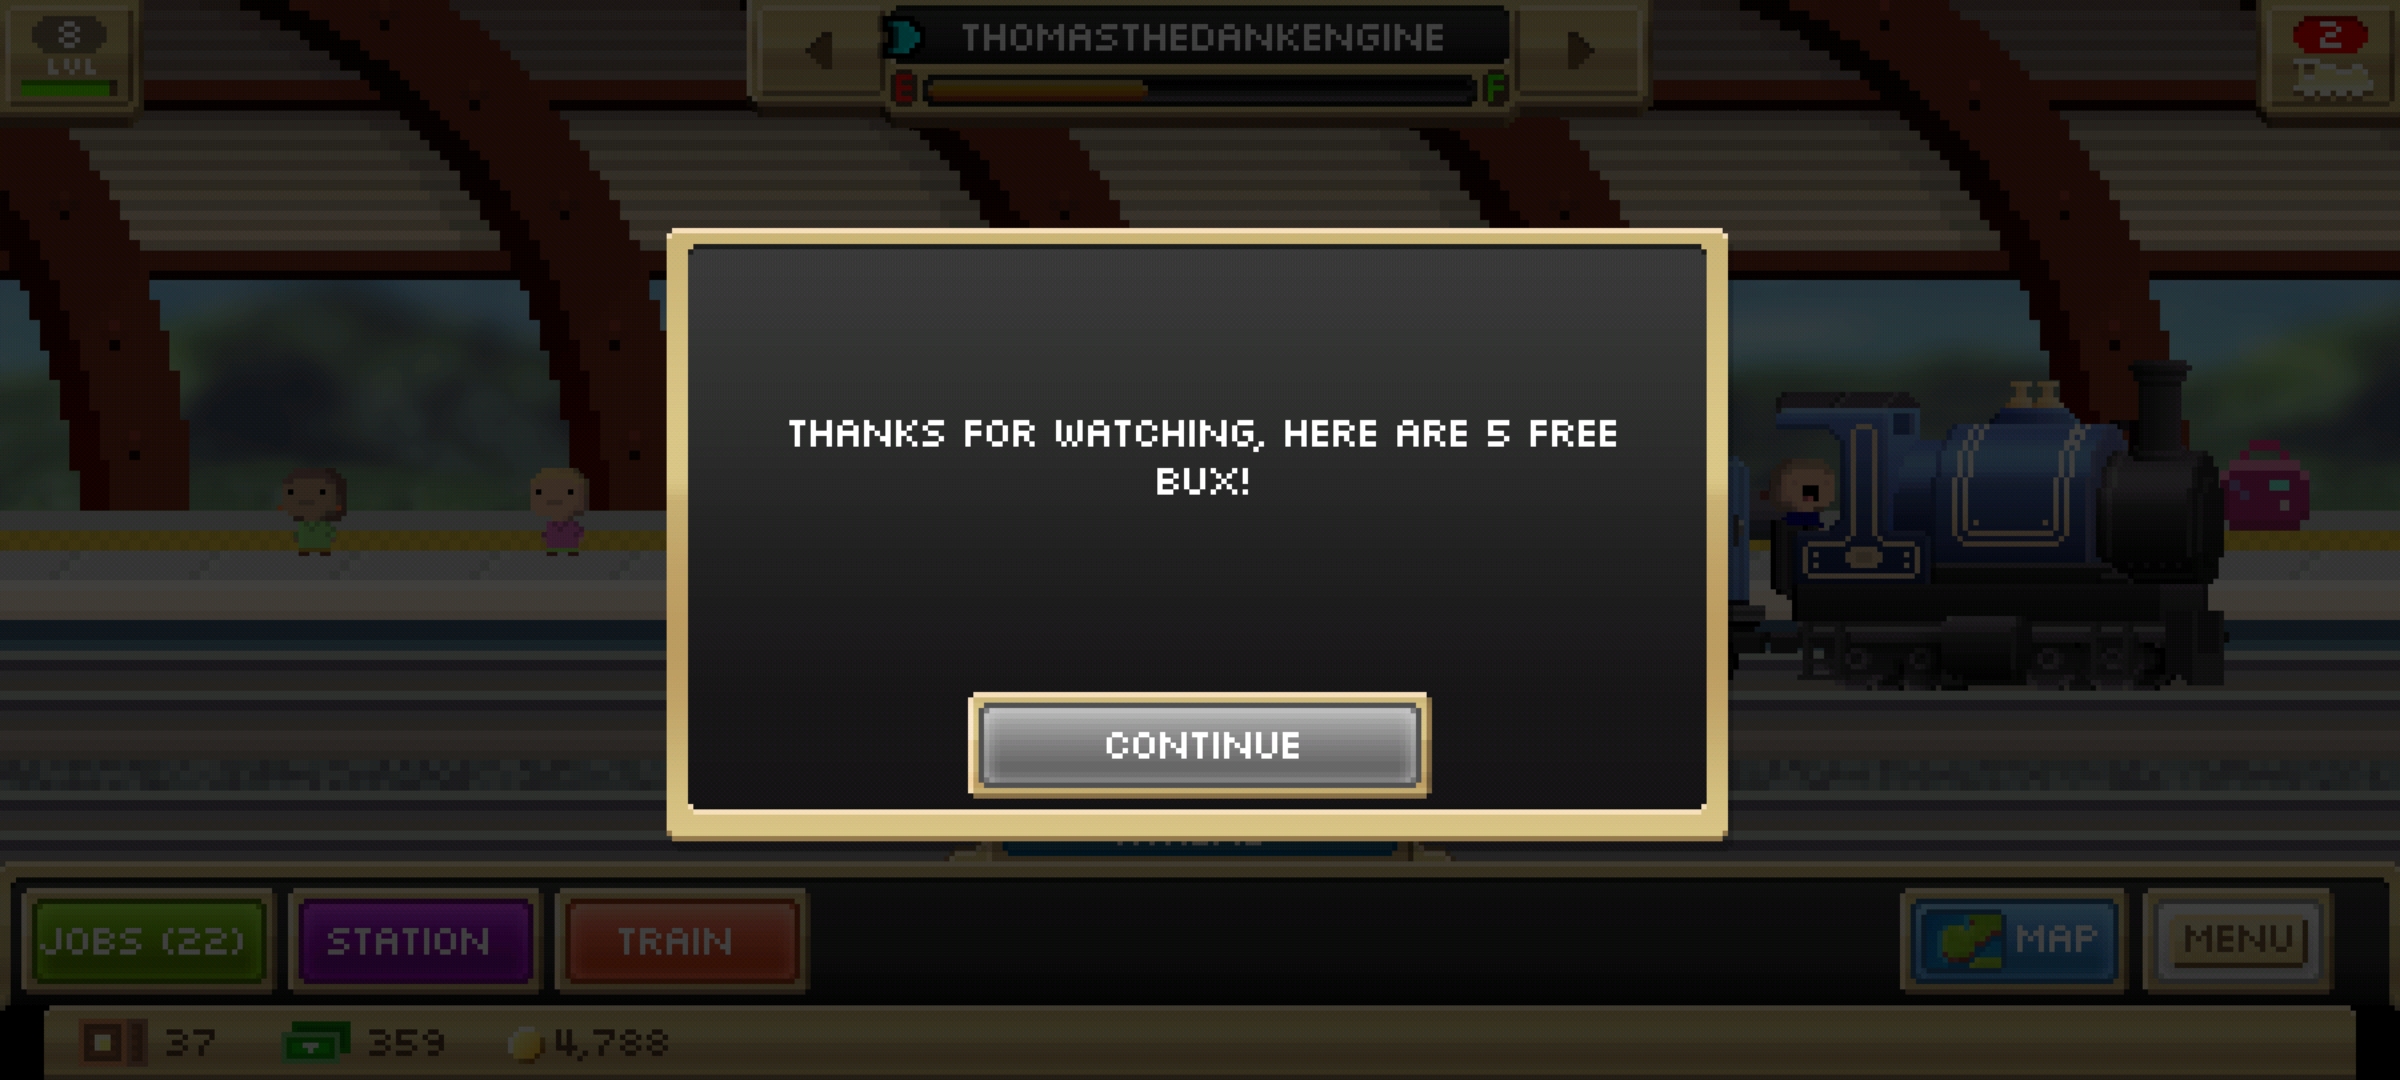 8
LVL
THOMASTHEDANKENGINE
E
F
2
THANKS FOR WATCHING, HERE ARE 5 FREE
BUX!
CONTINUE
JOBS (22)
STATION
TRAIN
MAP
MENU
37
359
4,788